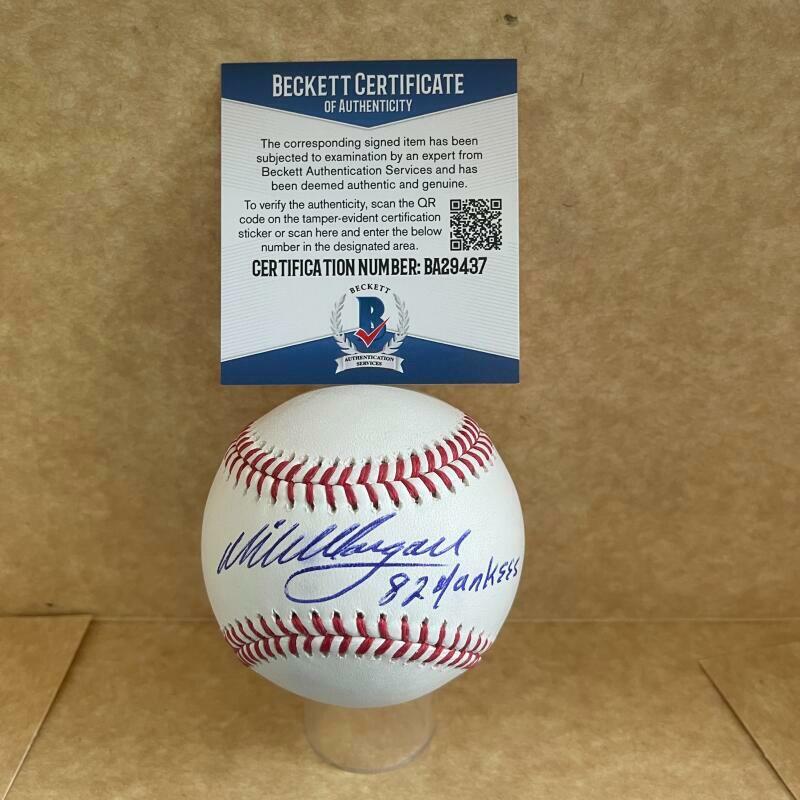 BECKETT CERTIFICATE
OF AUTHENTICITY
The corresponding signed item has been
subjected to examination by an expert from
Beckett Authentication Services and has
been deemed authentic and genuine.
To verify the authenticity, scan the QR
code on the tamper-evident certification
sticker or scan here and enter the below
number in the designated area.
CERTIFICATION NUMBER: BA29437
BECKETT
B
AUTHENTICATION
SERVICES
Mike Morgan
82 Yankees